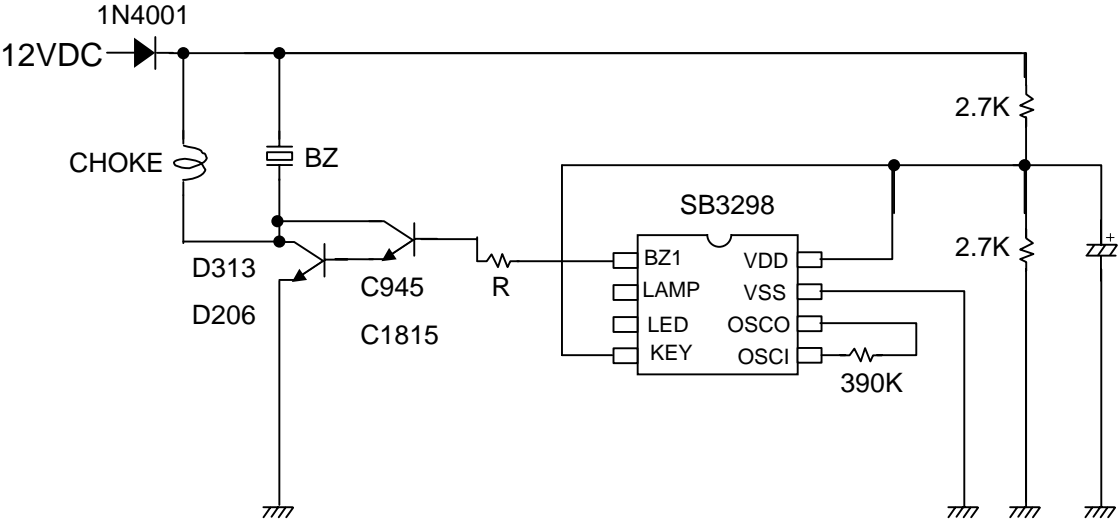 1N4001
12VDC
2.7K
CHOKE
BZ
SB3298
BZ1
VDD
2.7K
+
D313
C945
R
LAMP
VSS
D206
C1815
LED
OSCO
KEY
OSCI
390K